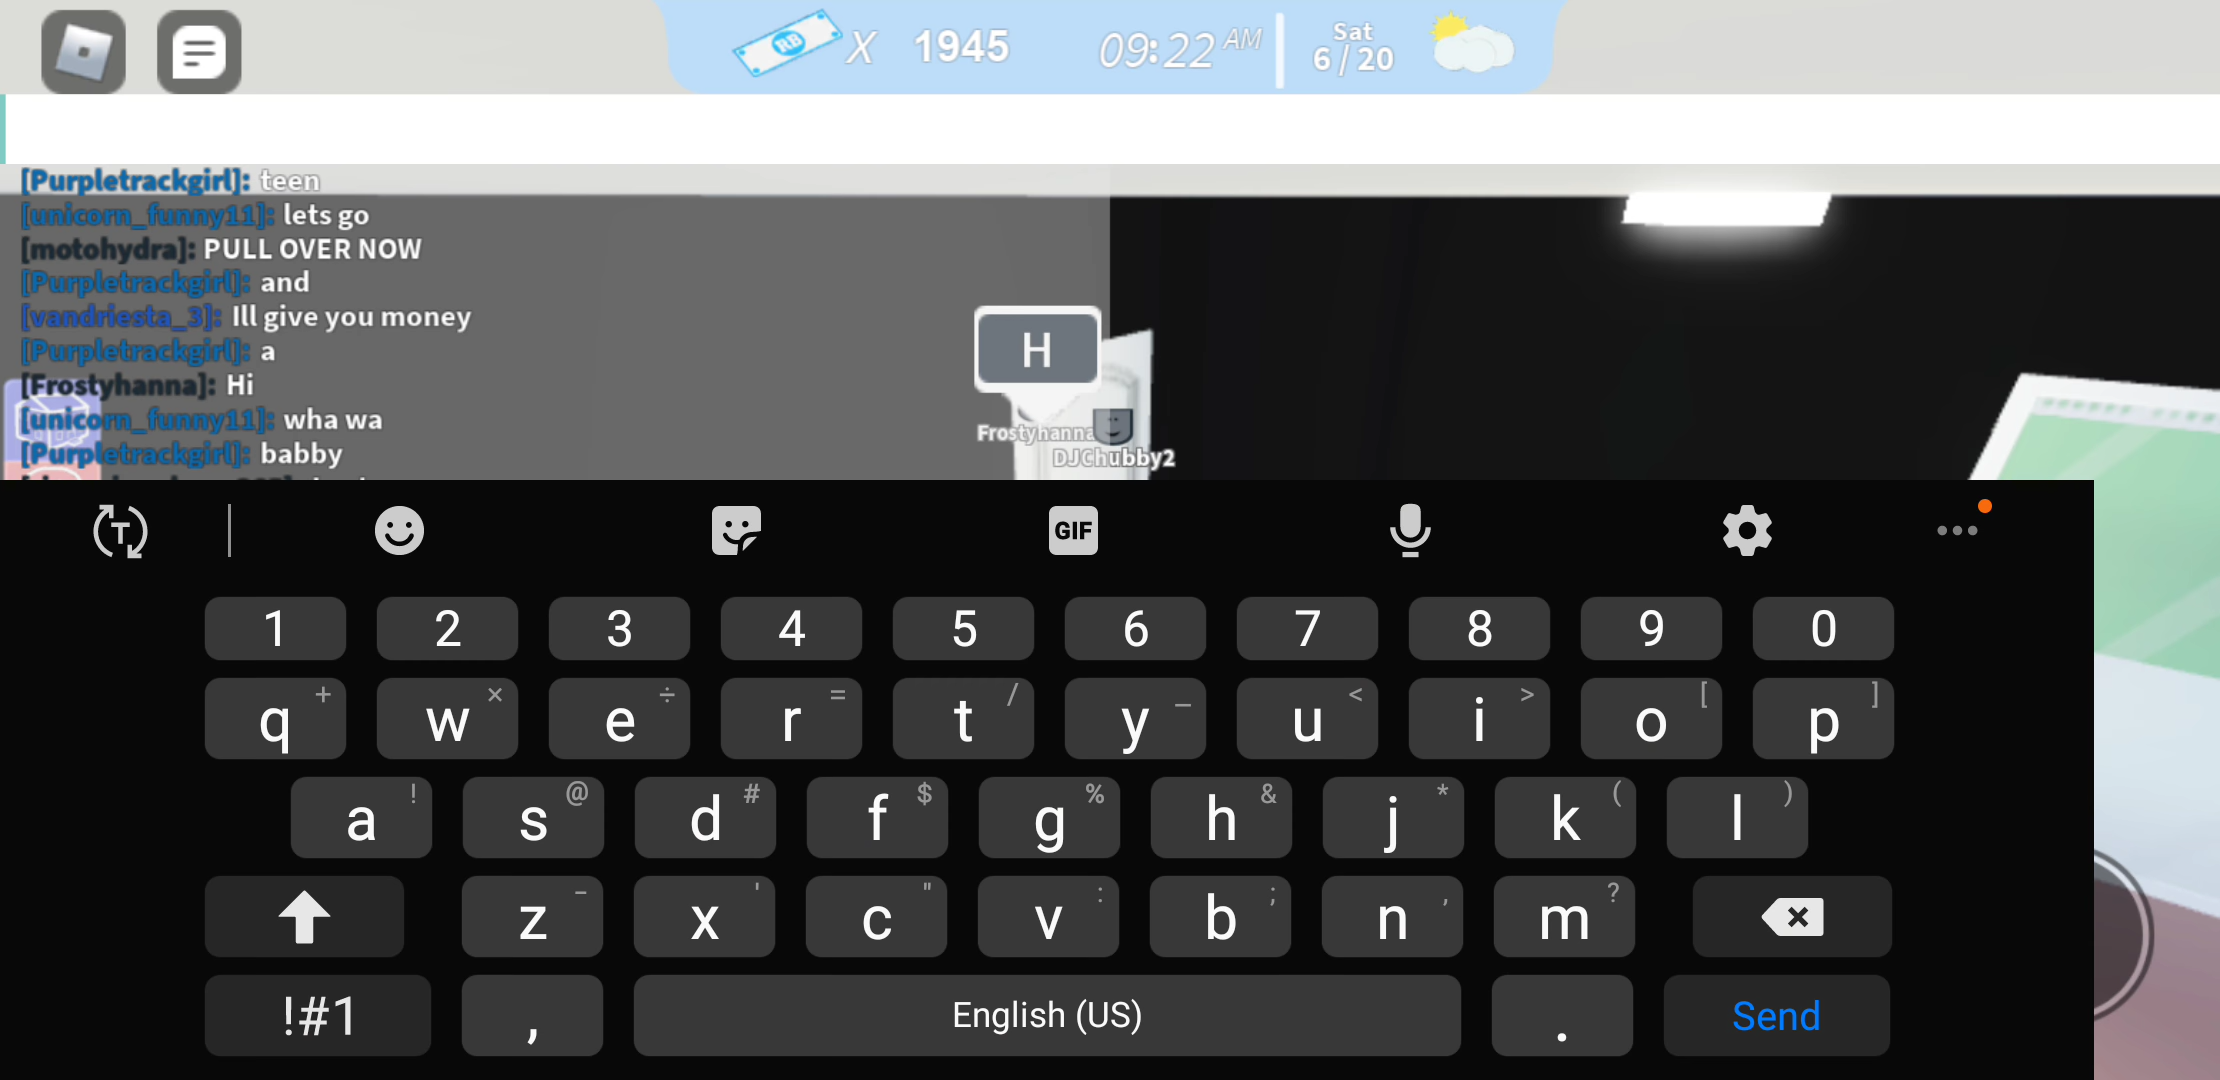 RB X 1945 09:22 AM Sat
6/20
[Purpletrackgirl]: teen
[unicorn_funny11]: lets go
[motohydra]: PULL OVER NOW
[Purpletrackgirl]: and
[vandriesta_3]: Ill give you money
[Purpletrackgirl]: a
[Frostyhanna]: Hi
[unicorn_funny11]: wha wa
[Purpletrackgirl]: babby
H
Frostyhanna
DJChubby2
T GIF
1 2 3 4 5 6 7 8 9 0
q + w × e ÷ r = t / y _ u < i > o [ p ]
a ! s @ d # f $ g % h & j * k ( l )
z - x ' c " v : b ; n , m ?
!#1 , English (US) . Send